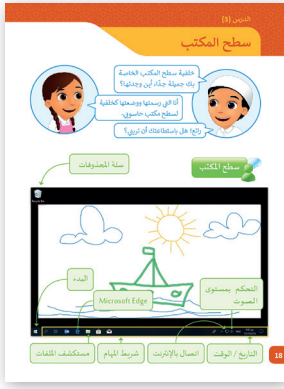 الدرس (3)
سطح المكتب
خلفية سطح المكتب الخاصة
بك جميلة جدًا، أين وجدتها؟
أنا التي رسمتها ووضعتها كخلفية
لسطح مكتب حاسوبي.
رائع! هل باستطاعتك أن تريني؟
سطح المكتب
سلة المحذوفات
البدء
Microsoft Edge
التحكم بمستوى
الصوت
التاريخ / الوقت
اتصال بالإنترنت
شريط المهام
مستكشف الملفات
18